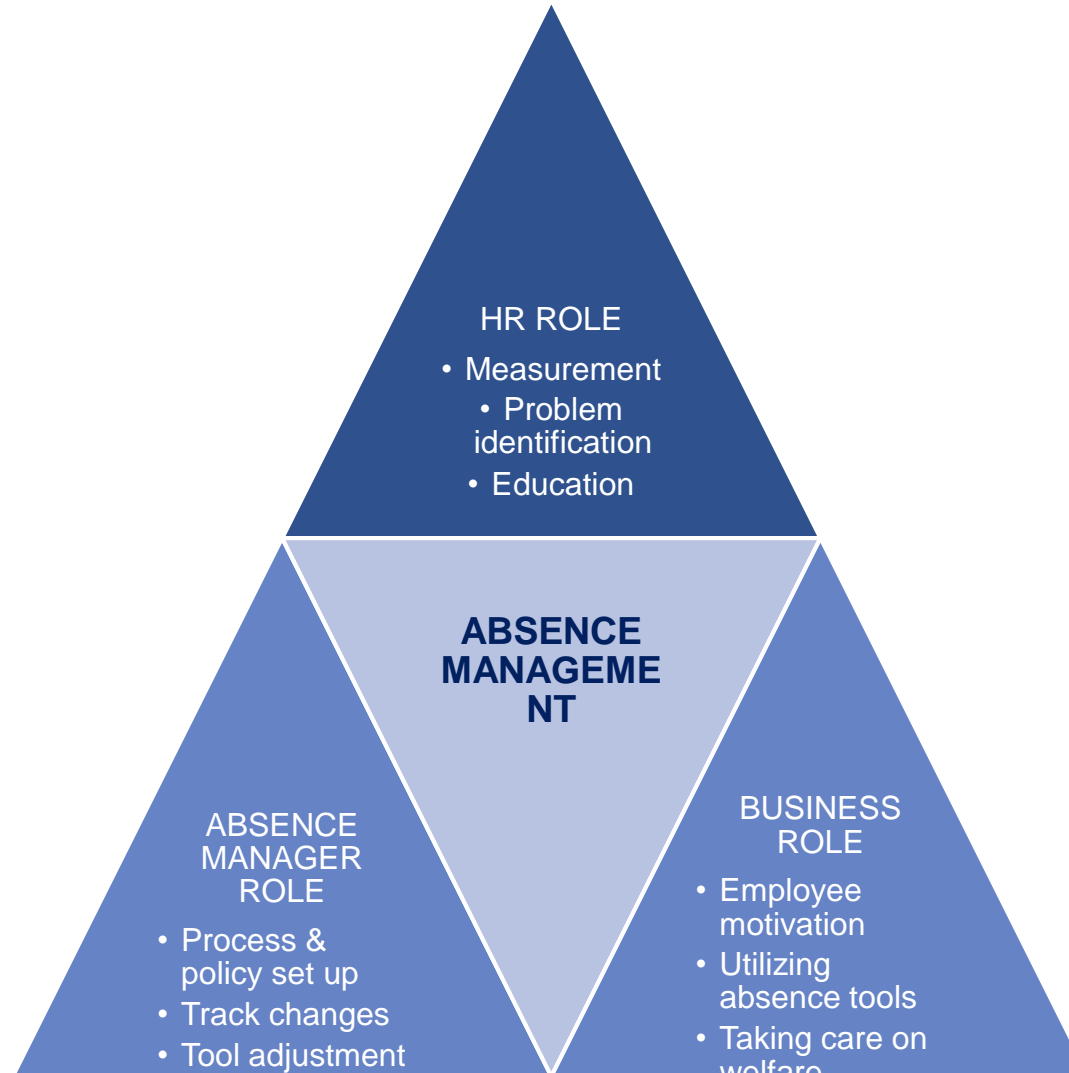 HR ROLE
• Measurement
• Problem
identification
• Education
ABSENCE
MANAGEME
NT
ABSENCE
MANAGER
ROLE
• Process &
policy set up
• Track changes
• Tool adjustment
BUSINESS
ROLE
• Employee
motivation
• Utilizing
absence tools
• Taking care on
welfare